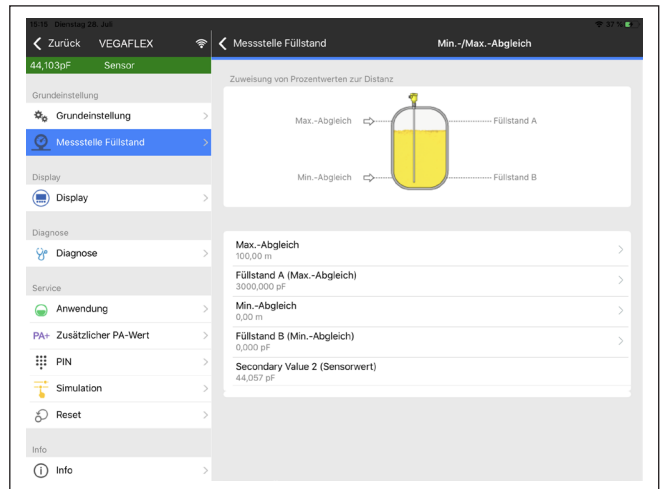 15:15 Dienstag 28. Juli
37 %
Zurück VEGAFLEX
Messstelle Füllstand
Min.-/Max.-Abgleich
44,103pF Sensor
Grundeinstellung
Grundeinstellung
Messstelle Füllstand
Display
Display
Diagnose
Diagnose
Service
Anwendung
PA+ Zusätzlicher PA-Wert
PIN
Simulation
Reset
Info
Info
Zuweisung von Prozentwerten zur Distanz
Max.-Abgleich
Füllstand A
Min.-Abgleich
Füllstand B
Max.-Abgleich
100,00 m
Füllstand A (Max.-Abgleich)
3000,000 pF
Min.-Abgleich
0,00 m
Füllstand B (Min.-Abgleich)
0,000 pF
Secondary Value 2 (Sensorwert)
44,057 pF